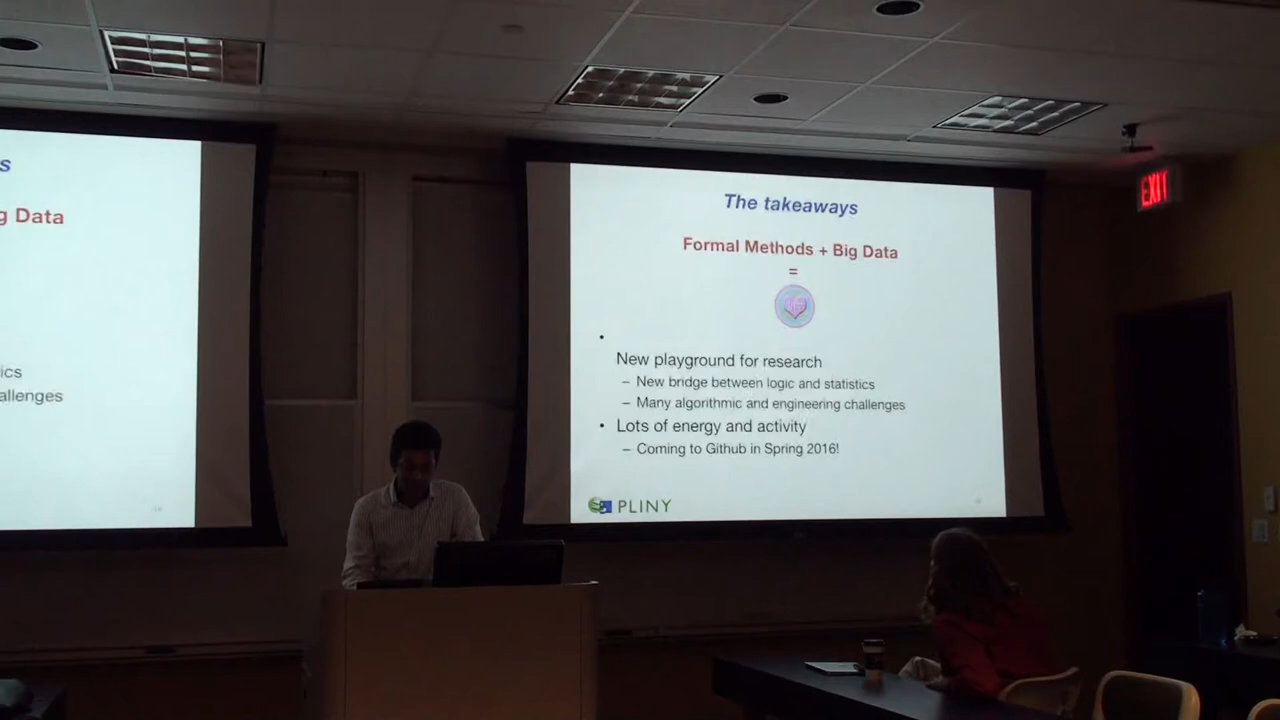 s
g Data
ics
allenges
The takeaways
Formal Methods + Big Data
=
•
New playground for research
– New bridge between logic and statistics
– Many algorithmic and engineering challenges
• Lots of energy and activity
– Coming to Github in Spring 2016!
PLINY
EXIT